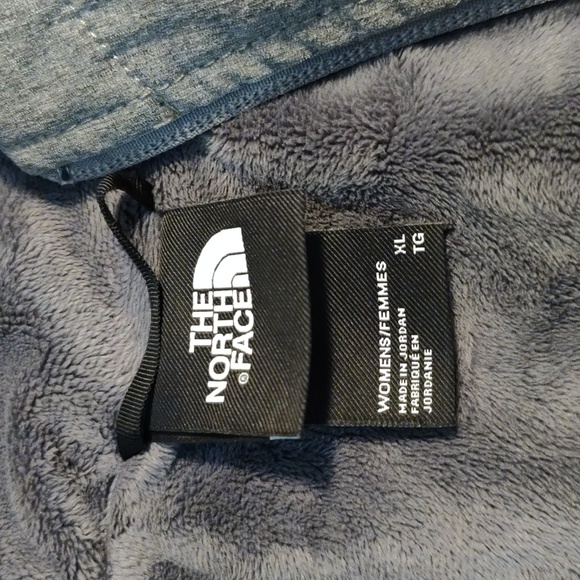 THE
NORTH
FACE
®
XL
TG
WOMENS/FEMMES
MADE IN JORDAN
FABRIQUÉ EN
JORDANIE